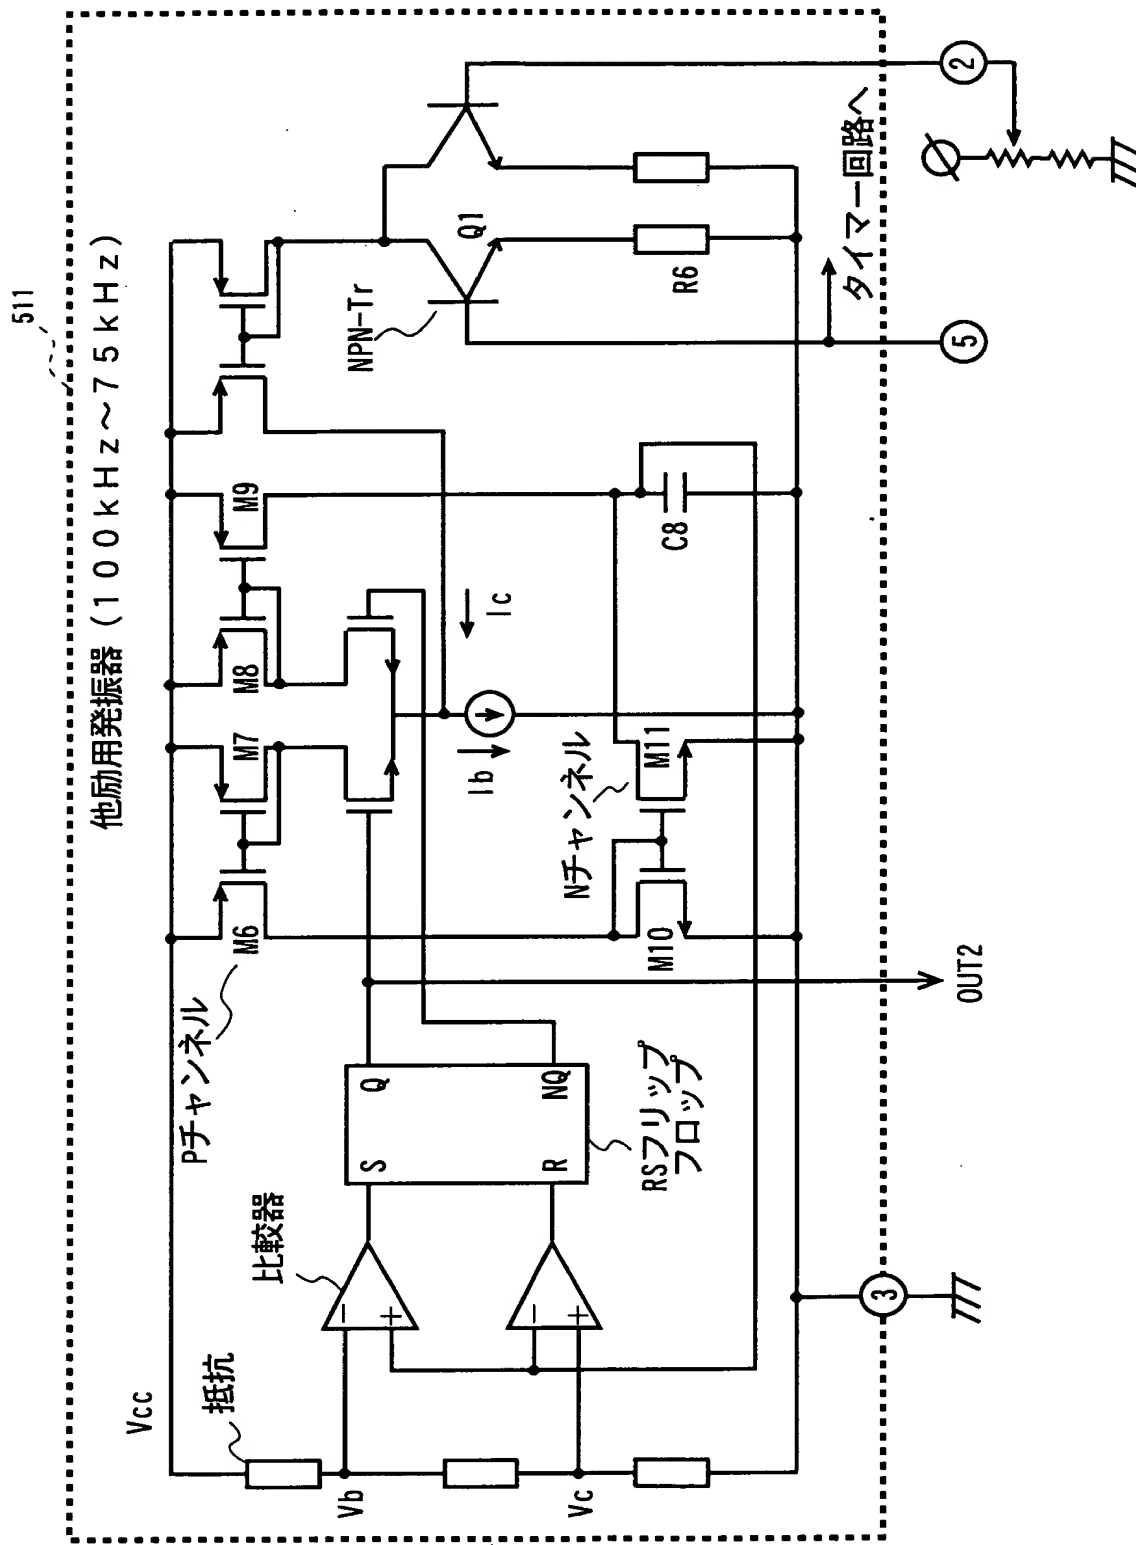 511
他励用発振器(100kHz~75kHz)
Vcc
抵抗
Vb
Vc
比較器
S
R
Q
NQ
RSフリップ
フロップ
Pチャンネル
M6
M7
M8
M9
Ib
Ic
Nチャンネル
M10
M11
C8
NPN-Tr
Q1
R6
タイマー回路へ
OUT2
3
5
2